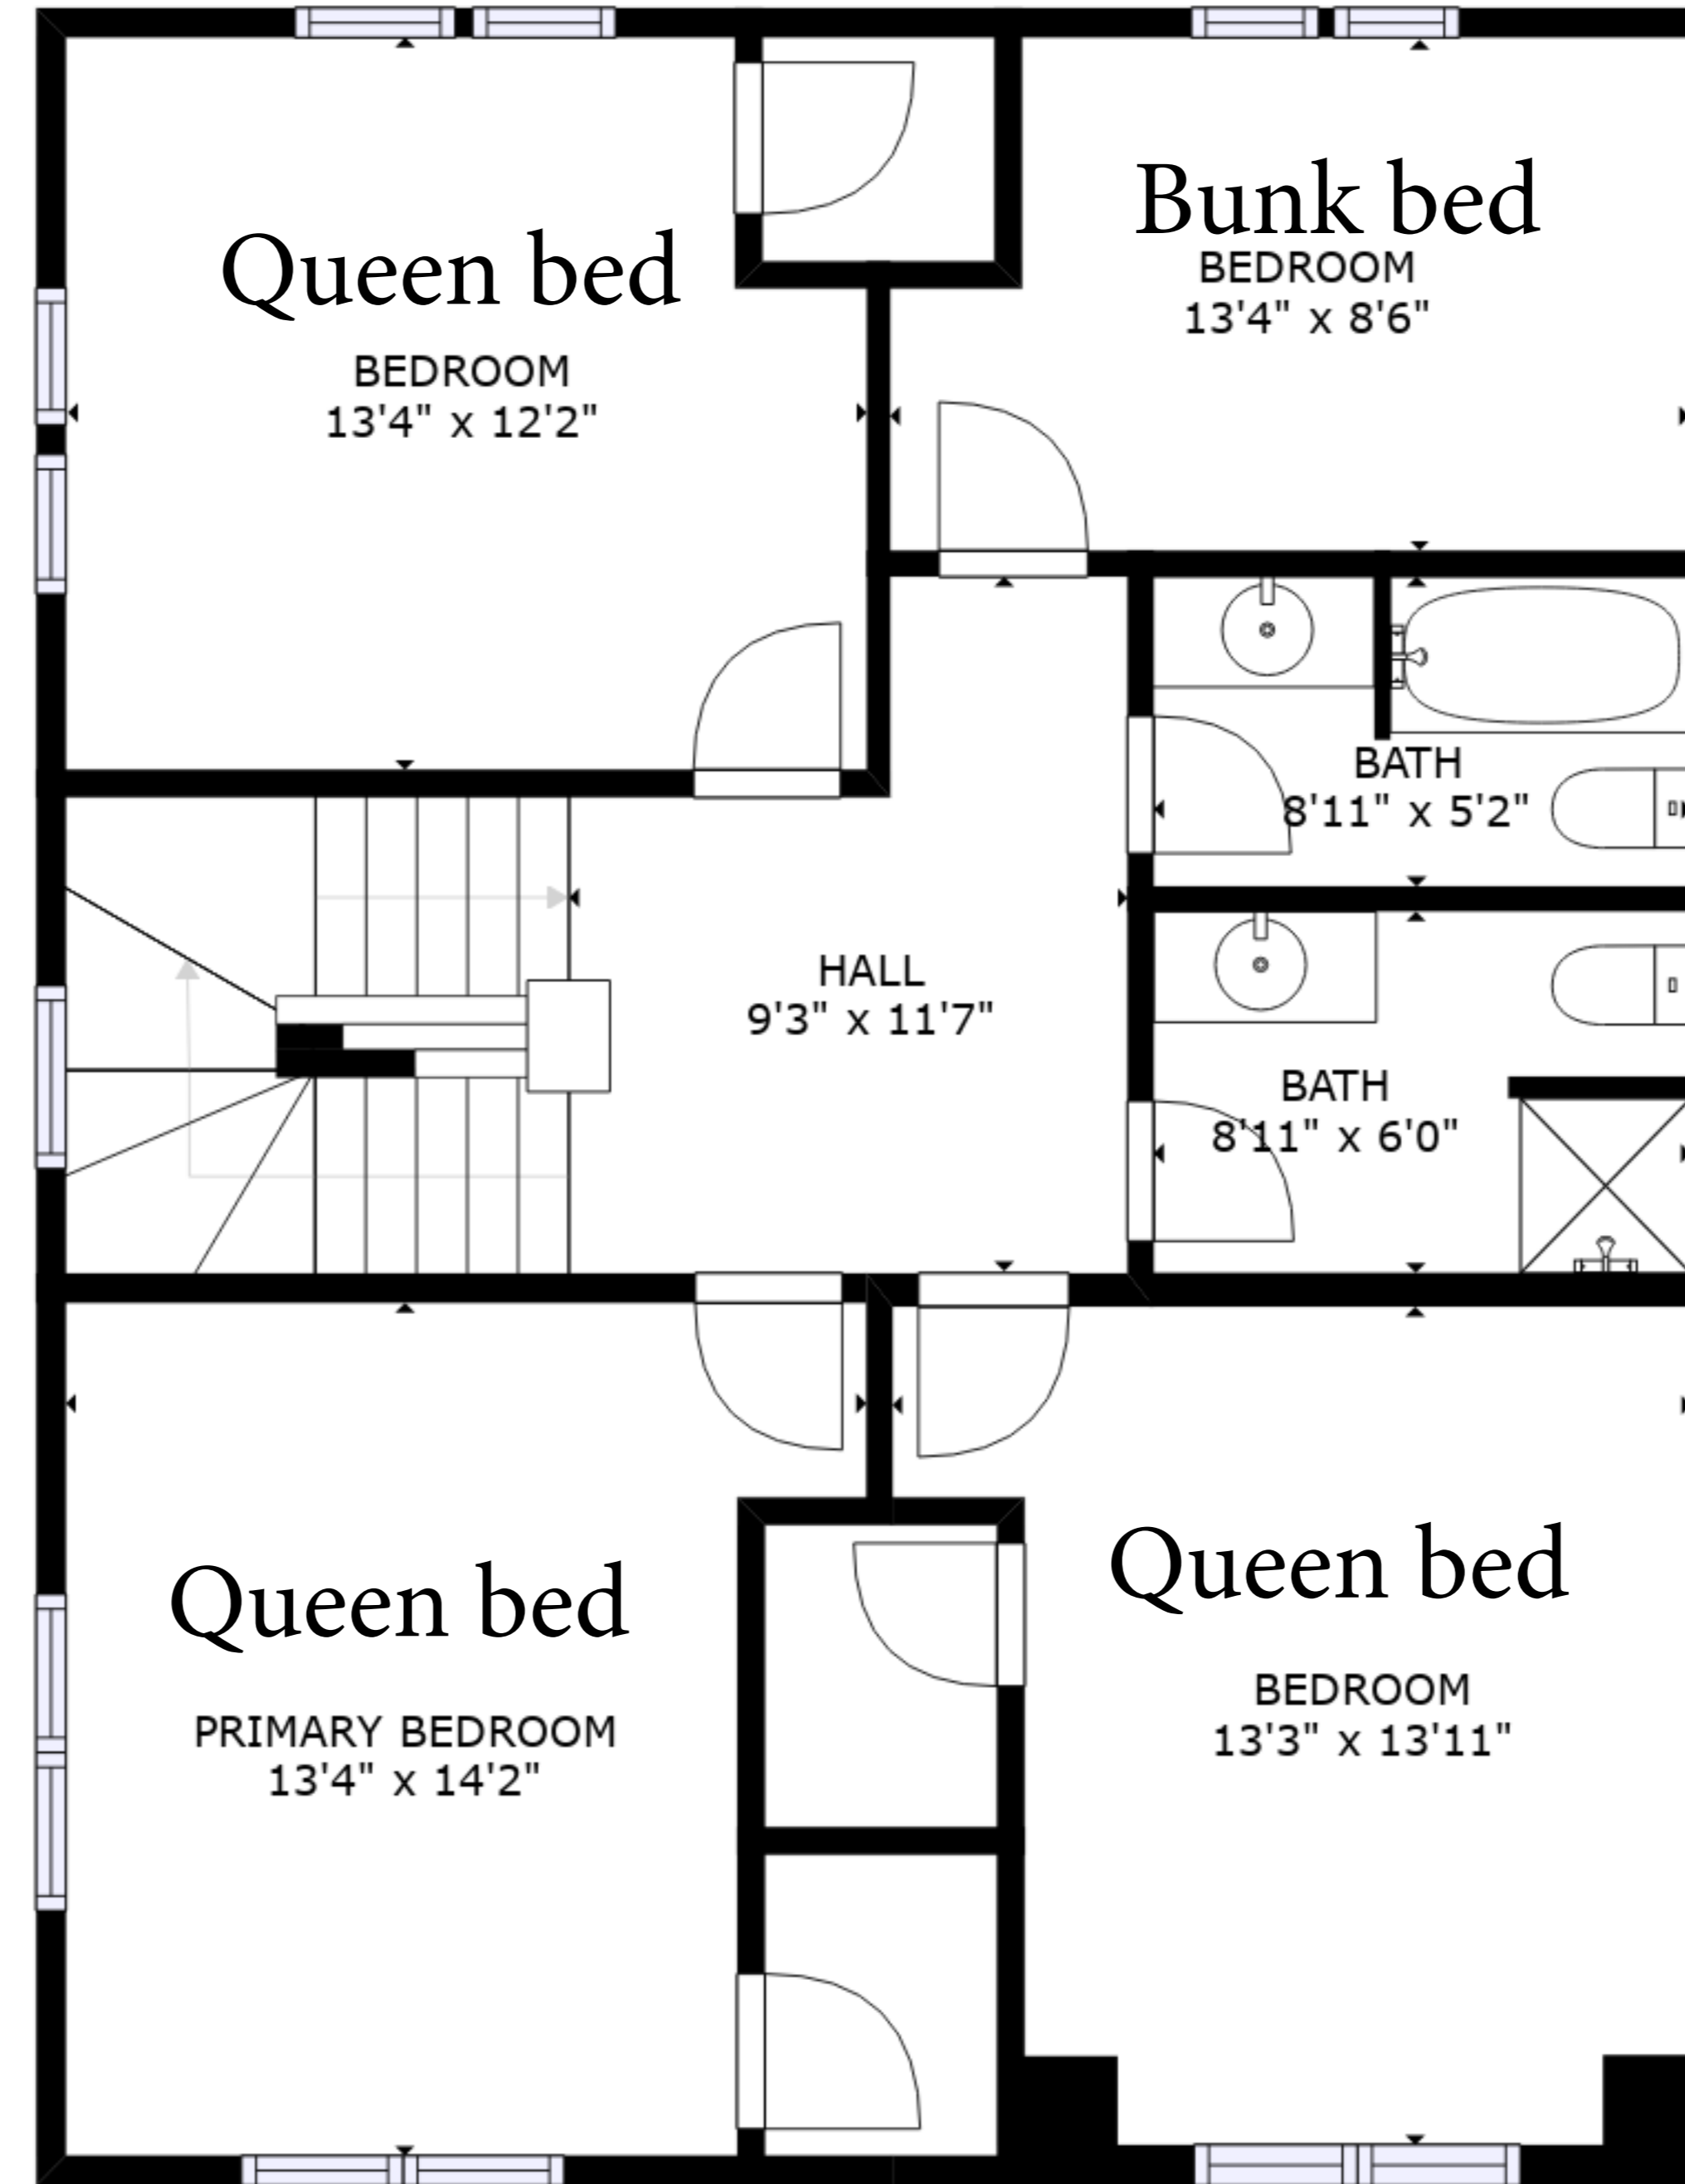 Queen bed
BEDROOM
13'4" x 12'2"
Bunk bed
BEDROOM
13'4" x 8'6"
BATH
8'11" x 5'2"
HALL
9'3" x 11'7"
BATH
8'11" x 6'0"
Queen bed
PRIMARY BEDROOM
13'4" x 14'2"
Queen bed
BEDROOM
13'3" x 13'11"